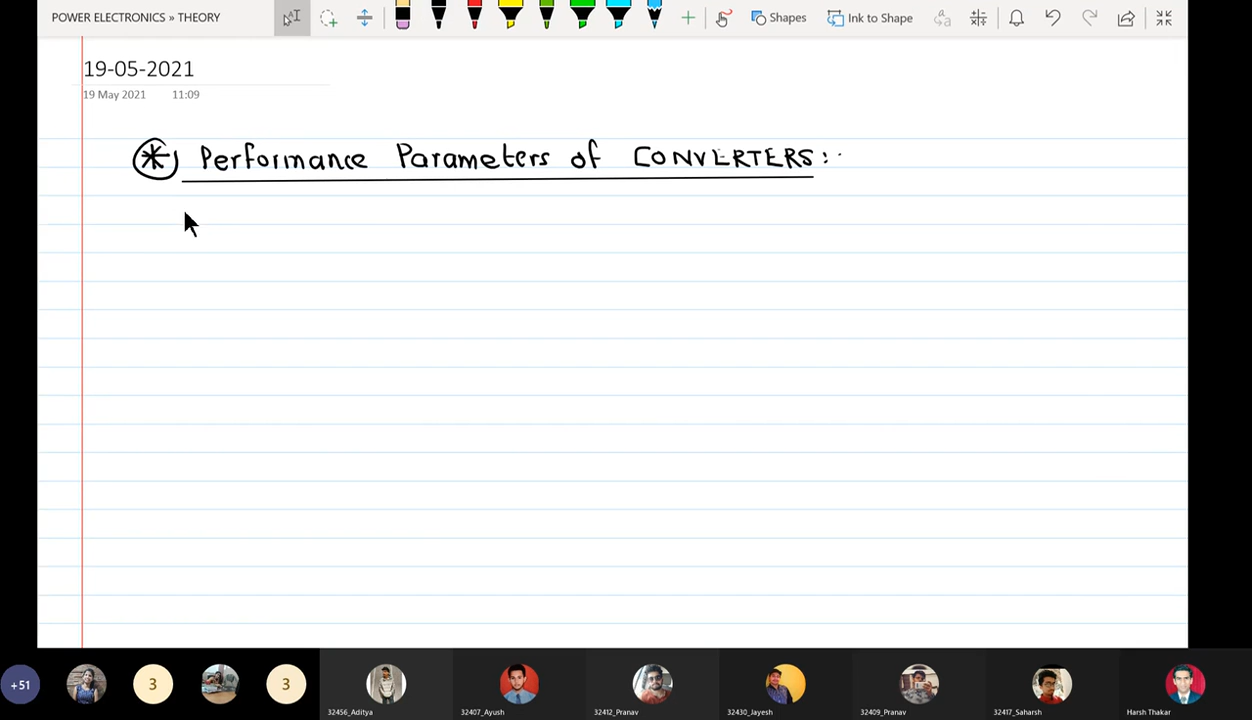 POWER ELECTRONICS » THEORY
Shapes
Ink to Shape
19-05-2021
19 May 2021 11:09
* Performance Parameters of CONVERTERS :-
+51
3
3
32456_Aditya
32407_Ayush
32412_Pranav
32430_Jayesh
32409_Pranav
32417_Saharsh
Harsh Thakar